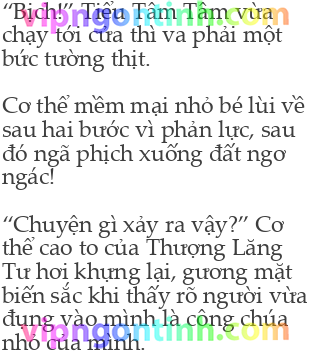 “Bịch!” Tiểu Tâm Tâm vừa
chạy tới cửa thì va phải một
bức tường thịt.
Cơ thể mềm mại nhỏ bé lùi về
sau hai bước vì phản lực, sau
đó ngã phịch xuống đất ngơ
ngác!
“Chuyện gì xảy ra vậy?” Cơ
thể cao to của Thượng Lăng
Tư hơi khựng lại, gương mặt
biến sắc khi thấy rõ người vừa
đụng vào mình là công chúa
nhỏ của mình.
vipngontinh.com
vipngontinh.com